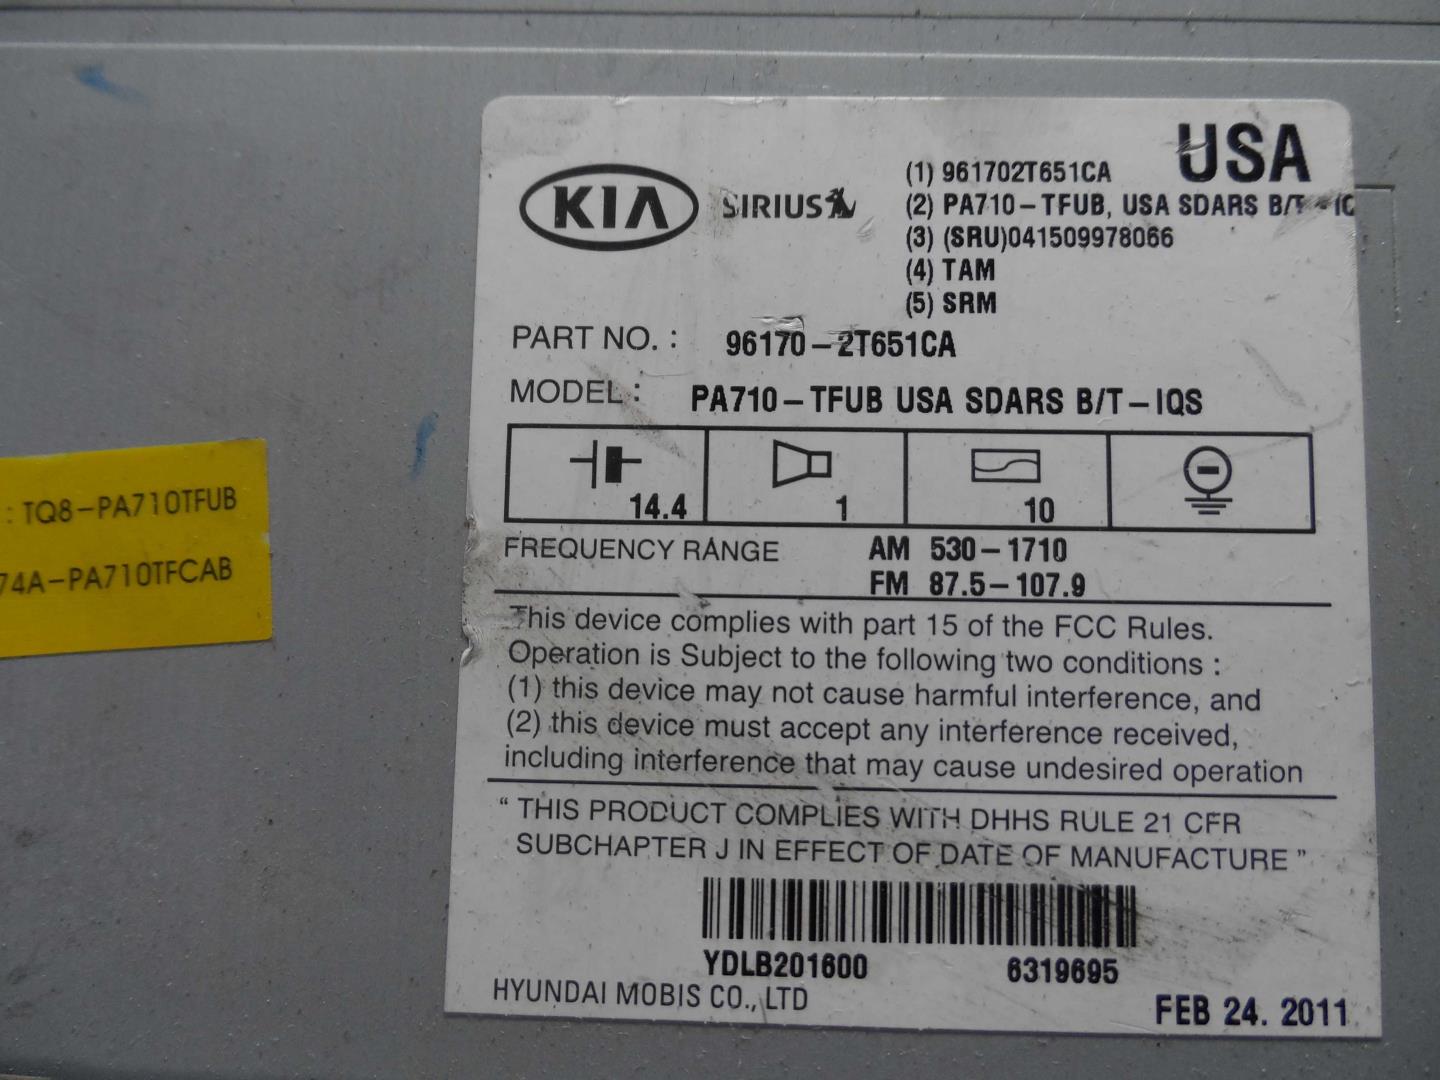 USA
KIA SIRIUS
(1) 961702T651CA
(2) PA710-TFUB, USA SDARS B/T-IQ
(3) (SRU)041509978066
(4) TAM
(5) SRM
PART NO. : 96170-2T651CA
MODEL : PA710-TFUB USA SDARS B/T-IQS
14.4 1 10
FREQUENCY RANGE AM 530-1710
FM 87.5-107.9
This device complies with part 15 of the FCC Rules.
Operation is Subject to the following two conditions :
(1) this device may not cause harmful interference, and
(2) this device must accept any interference received,
including interference that may cause undesired operation
“ THIS PRODUCT COMPLIES WITH DHHS RULE 21 CFR
SUBCHAPTER J IN EFFECT OF DATE OF MANUFACTURE ”
YDLB201600 6319695
HYUNDAI MOBIS CO., LTD
FEB 24. 2011
: TQ8-PA710TFUB
74A-PA710TFCAB